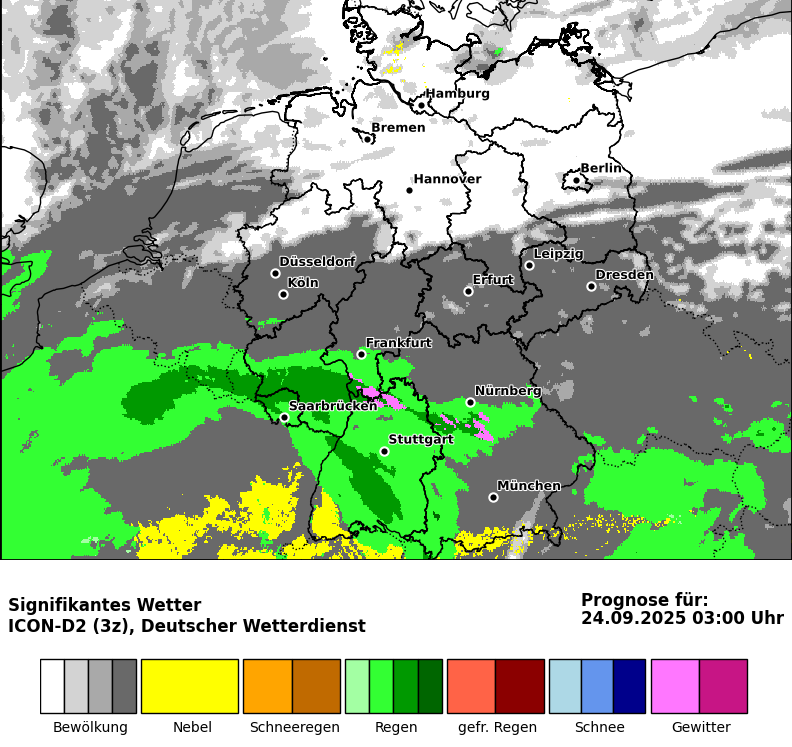 Hamburg
Bremen
Berlin
Hannover
Leipzig
Düsseldorf
Dresden
Erfurt
Köln
Frankfurt
Nürnberg
Saarbrücken
Stuttgart
München
Signifikantes Wetter
ICON-D2 (3z), Deutscher Wetterdienst
Prognose für:
24.09.2025 03:00 Uhr
Bewölkung Nebel Schneeregen Regen gefr. Regen Schnee Gewitter